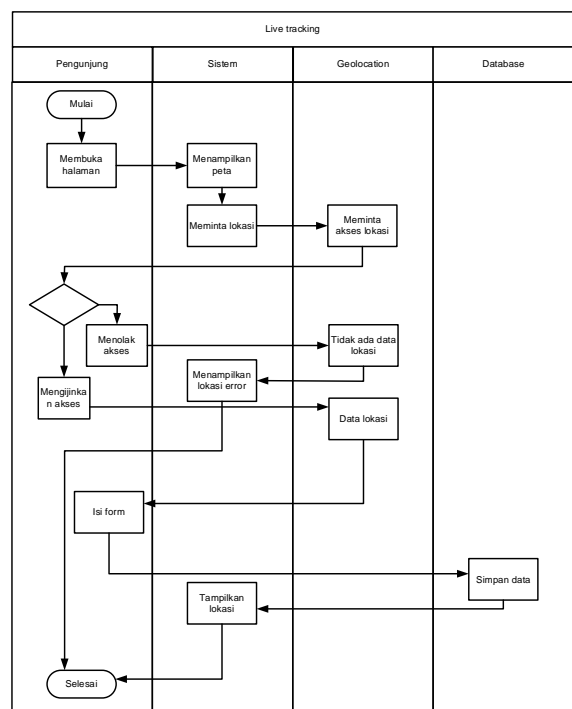 Live tracking
Pengunjung
Sistem
Geolocation
Database
Mulai
Membuka
halaman
Menampilkan
peta
Meminta lokasi
Meminta
akses lokasi
Menolak
akses
Tidak ada data
lokasi
Menampilkan
lokasi error
Mengijinka
n akses
Data lokasi
Isi form
Simpan data
Tampilkan
lokasi
Selesai